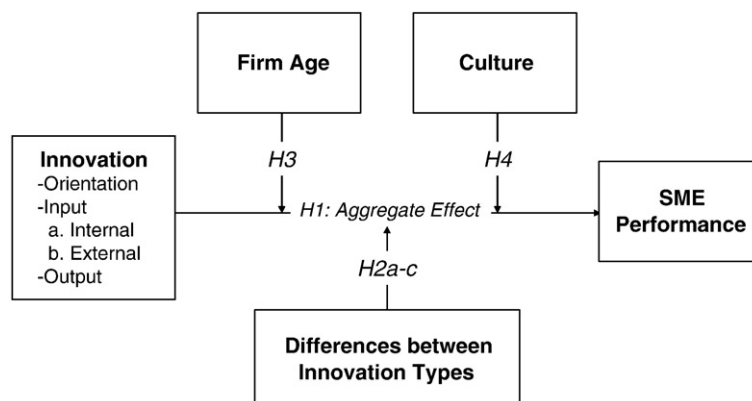 Firm Age
Culture
H3
H4
Innovation
-Orientation
-Input
a. Internal
b. External
-Output
H1: Aggregate Effect
SME
Performance
H2a-c
Differences between
Innovation Types